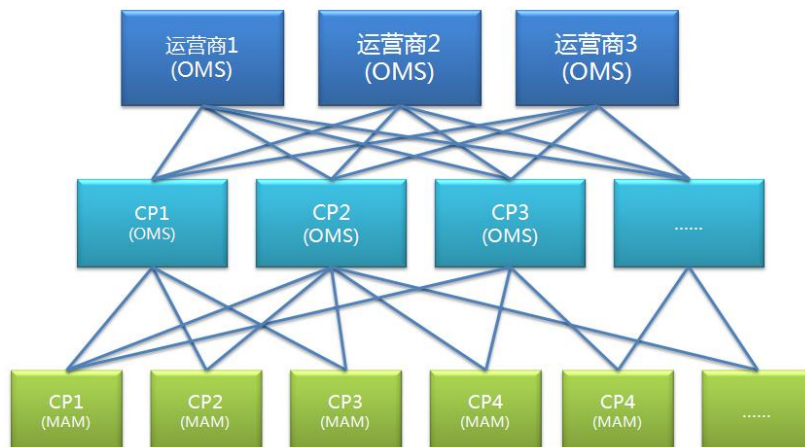 运营商1
(OMS)
运营商2
(OMS)
运营商3
(OMS)
CP1
(OMS)
CP2
(OMS)
CP3
(OMS)
......
CP1
(MAM)
CP2
(MAM)
CP3
(MAM)
CP4
(MAM)
CP4
(MAM)
......